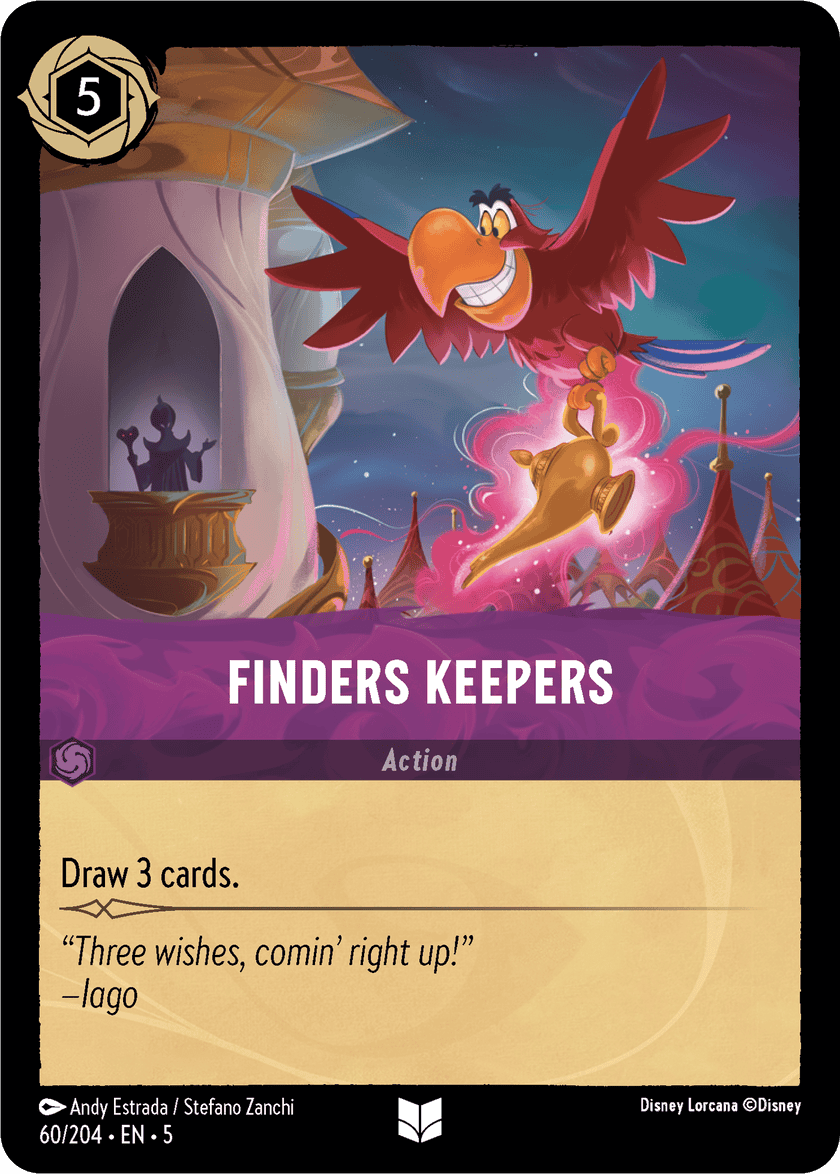 5
FINDERS KEEPERS
Action
Draw 3 cards.
“Three wishes, comin’ right up!”
–Iago
Andy Estrada / Stefano Zanchi
Disney Lorcana ©Disney
60/204 • EN • 5